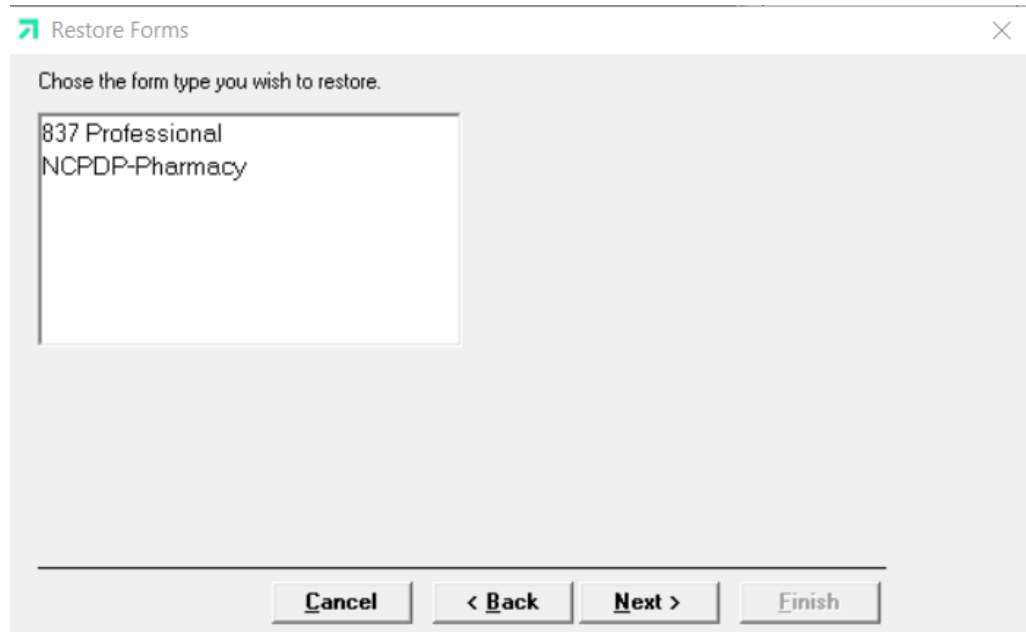 Restore Forms
Chose the form type you wish to restore.
837 Professional
NCPDP-Pharmacy
Cancel
< Back
Next >
Finish